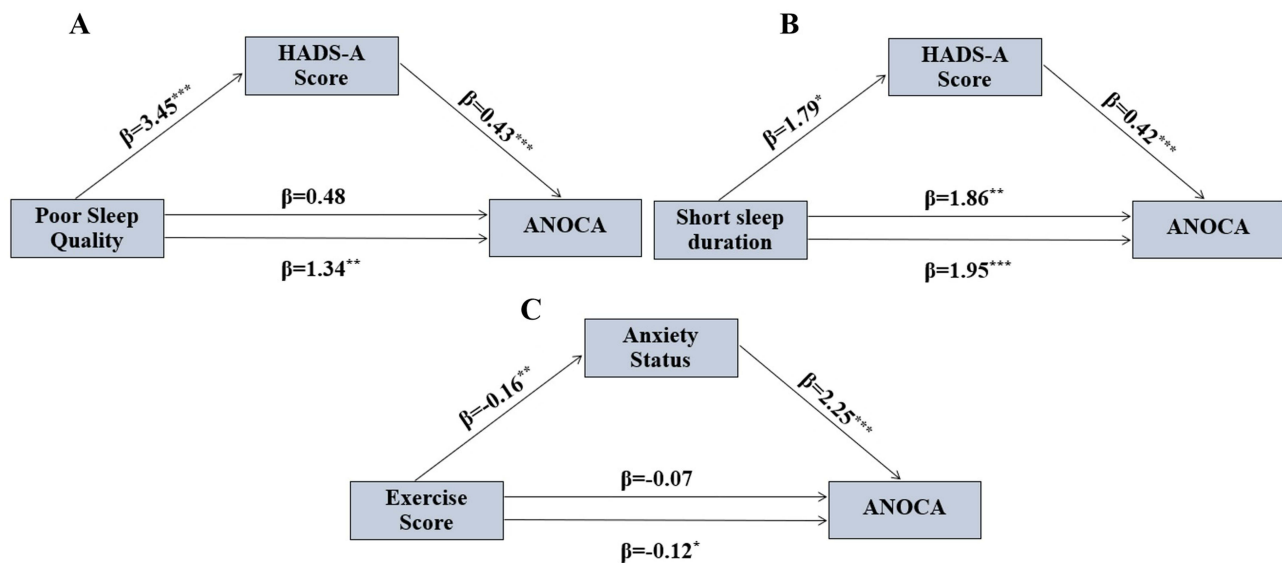 A
HADS-A
Score
β=3.45***
β=0.43***
Poor Sleep
Quality
β=0.48
β=1.34**
ANOCA
B
HADS-A
Score
β=1.79*
β=0.42***
Short sleep
duration
β=1.86**
β=1.95***
ANOCA
C
Anxiety
Status
β=-0.16**
β=2.25***
Exercise
Score
β=-0.07
β=-0.12*
ANOCA